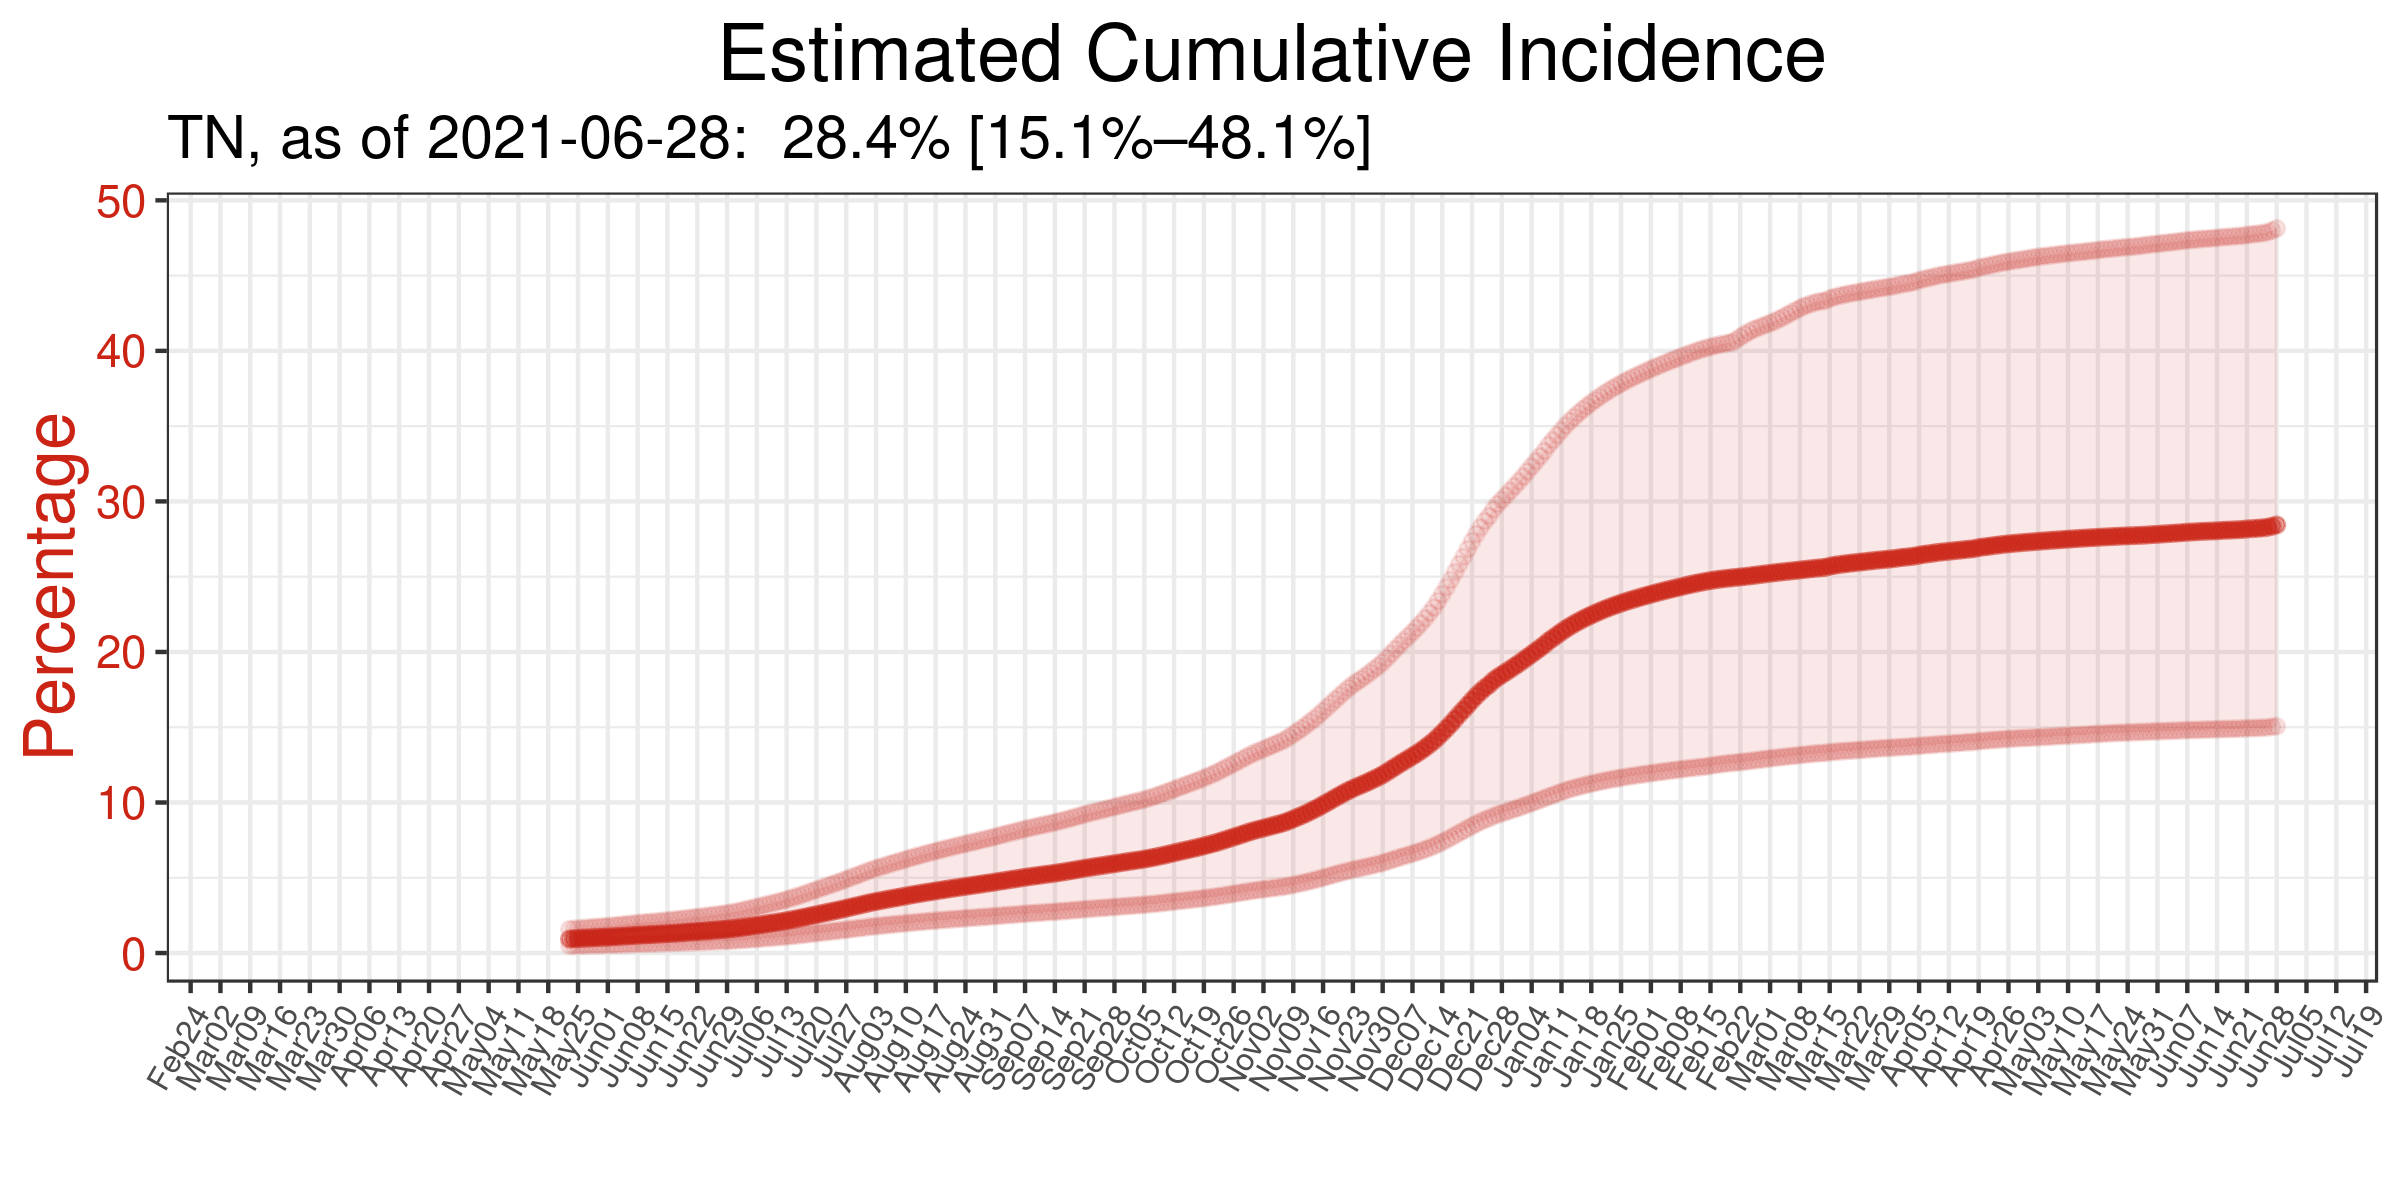 Estimated Cumulative Incidence
TN, as of 2021-06-28:  28.4% [15.1%–48.1%]
Percentage
50
40
30
20
10
0
Feb24
Mar02
Mar09
Mar16
Mar23
Mar30
Apr06
Apr13
Apr20
Apr27
May04
May11
May18
May25
Jun01
Jun08
Jun15
Jun22
Jun29
Jul06
Jul13
Jul20
Jul27
Aug03
Aug10
Aug17
Aug24
Aug31
Sep07
Sep14
Sep21
Sep28
Oct05
Oct12
Oct19
Oct26
Nov02
Nov09
Nov16
Nov23
Nov30
Dec07
Dec14
Dec21
Dec28
Jan04
Jan11
Jan18
Jan25
Feb01
Feb08
Feb15
Feb22
Mar01
Mar08
Mar15
Mar22
Mar29
Apr05
Apr12
Apr19
Apr26
May03
May10
May17
May24
May31
Jun07
Jun14
Jun21
Jun28
Jul05
Jul12
Jul19